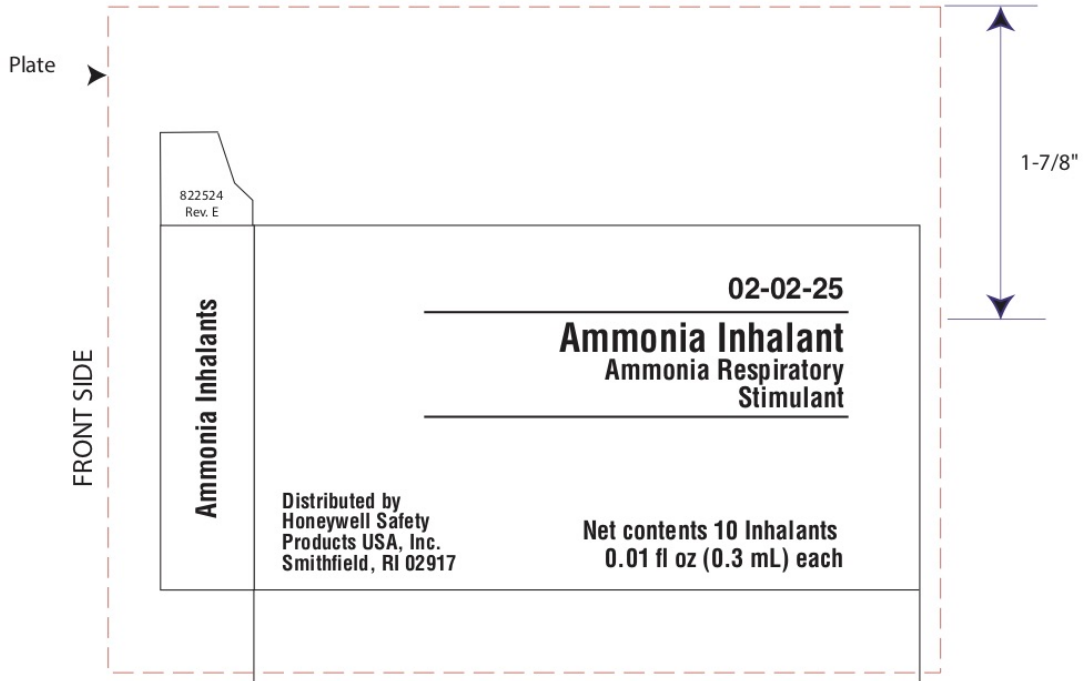 Plate
1-7/8"
822524
Rev. E
FRONT SIDE
Ammonia Inhalants
02-02-25
Ammonia Inhalant
Ammonia Respiratory
Stimulant
Distributed by
Honeywell Safety
Products USA, Inc.
Smithfield, RI 02917
Net contents 10 Inhalants
0.01 fl oz (0.3 mL) each